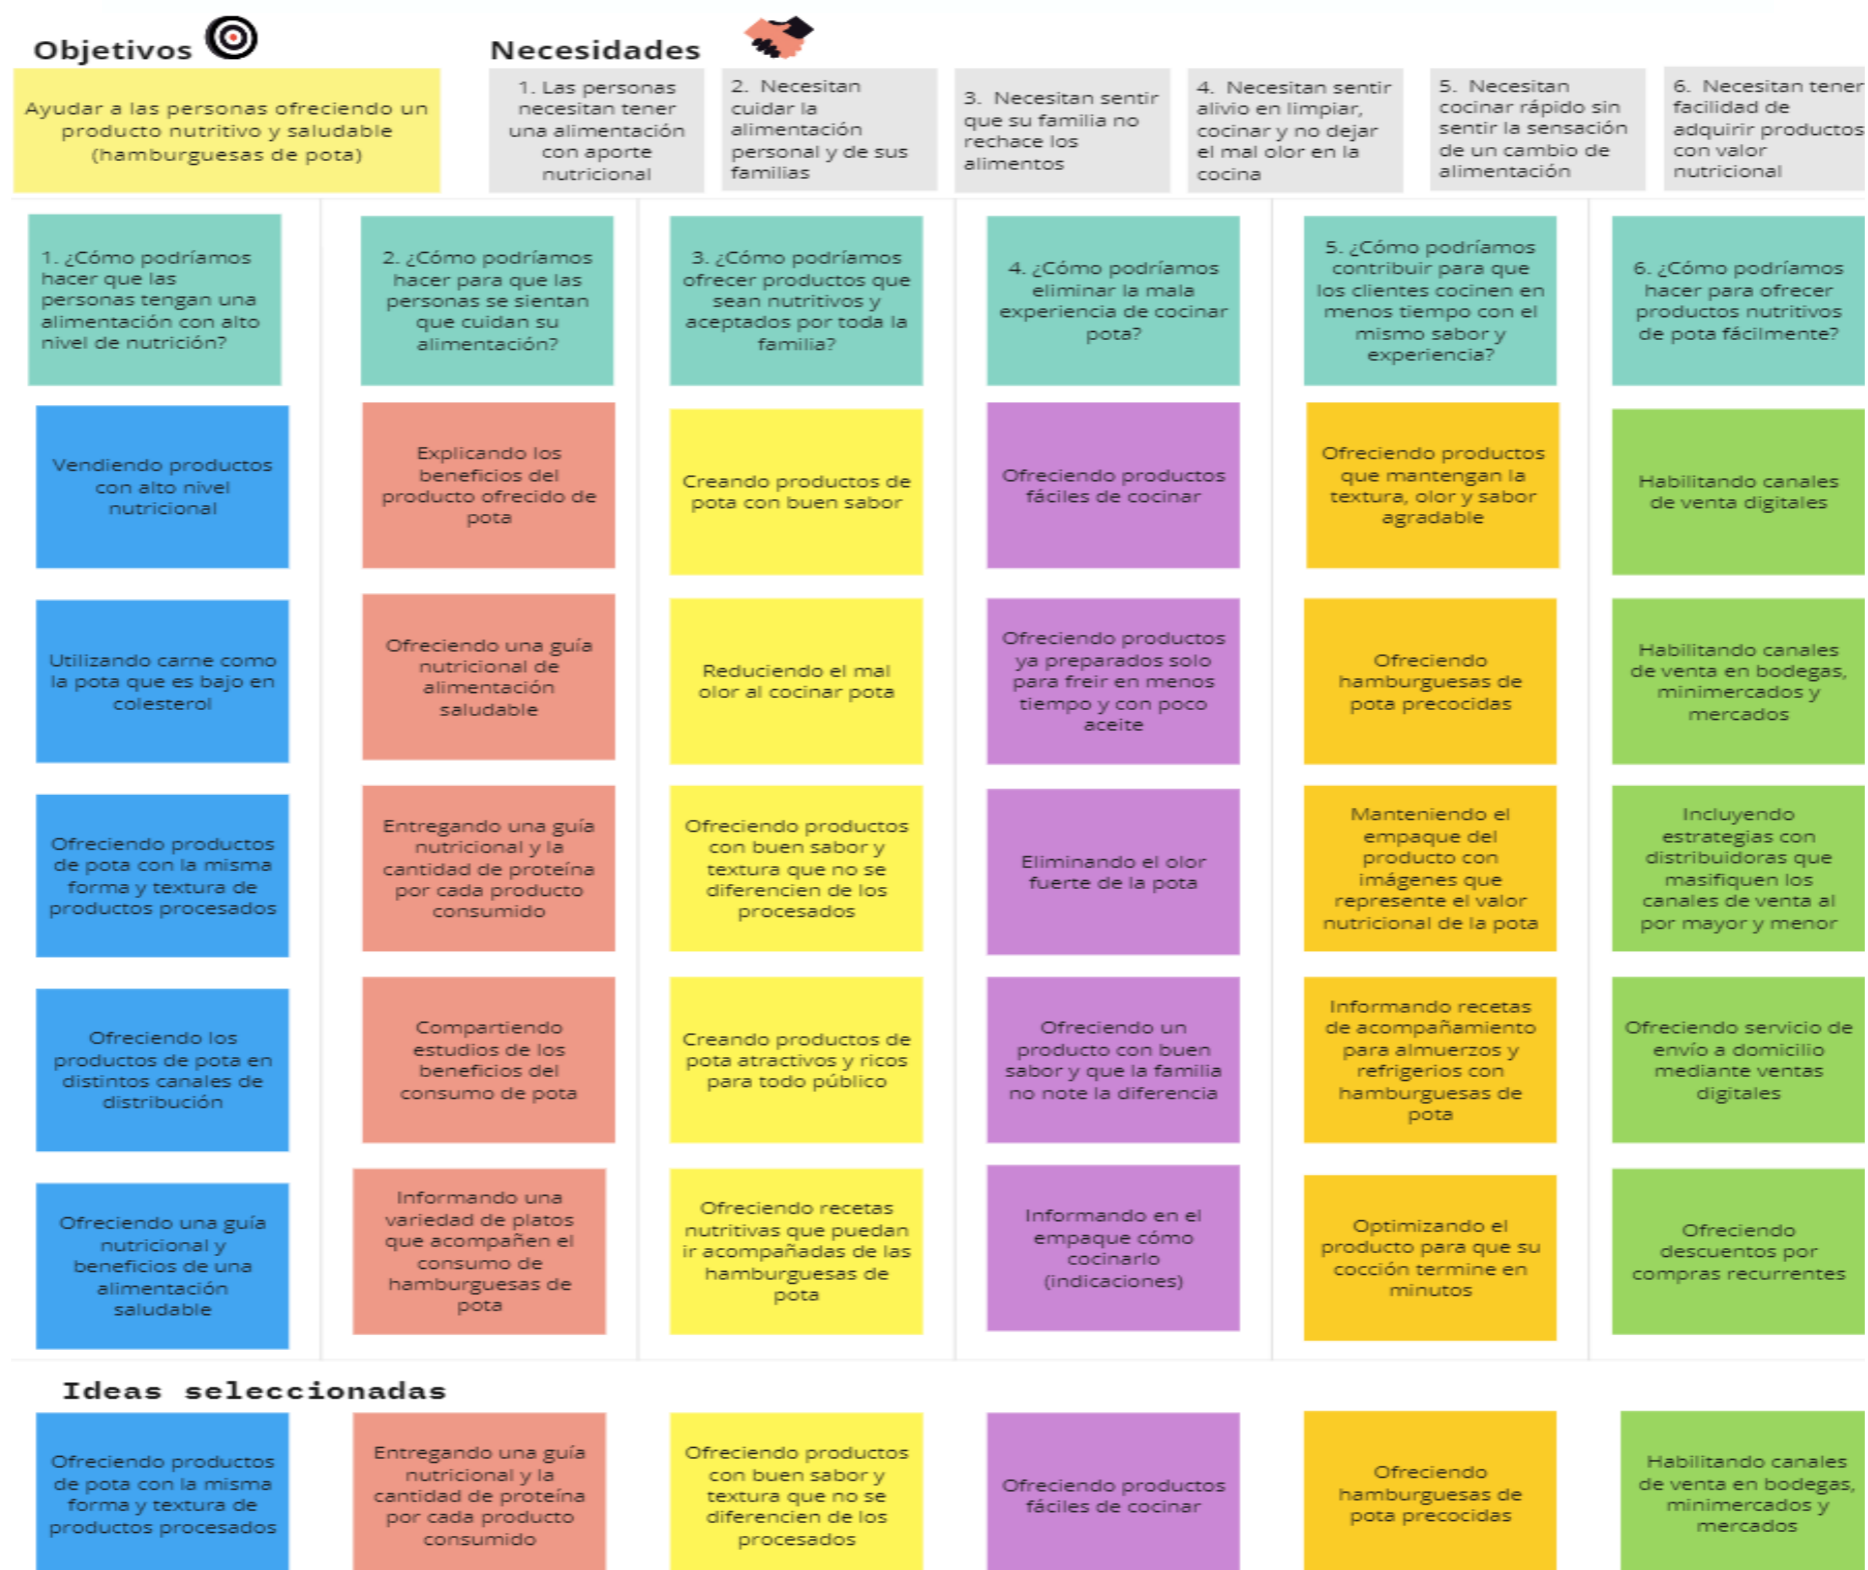 Objetivos
Necesidades
Ayudar a las personas ofreciendo un
producto nutritivo y saludable
(hamburguesas de pota)
1. Las personas
necesitan tener
una alimentación
con aporte
nutricional
2. Necesitan
cuidar la
alimentación
personal y de sus
familias
3. Necesitan sentir
que su familia no
rechace los
alimentos
4. Necesitan sentir
alivio en limpiar,
cocinar y no dejar
el mal olor en la
cocina
5. Necesitan
cocinar rápido sin
sentir la sensación
de un cambio de
alimentación
6. Necesitan tener
facilidad de
adquirir productos
con valor
nutricional
1. ¿Cómo podríamos
hacer que las
personas tengan una
alimentación con alto
nivel de nutrición?
2. ¿Cómo podríamos
hacer para que las
personas se sientan
que cuidan su
alimentación?
3. ¿Cómo podríamos
ofrecer productos que
sean nutritivos y
aceptados por toda la
familia?
4. ¿Cómo podríamos
eliminar la mala
experiencia de cocinar
pota?
5. ¿Cómo podríamos
contribuir para que
los clientes cocinen en
menos tiempo con el
mismo sabor y
experiencia?
6. ¿Cómo podríamos
hacer para ofrecer
productos nutritivos
de pota fácilmente?
Vendiendo productos
con alto nivel
nutricional
Explicando los
beneficios del
producto ofrecido de
pota
Creando productos de
pota con buen sabor
Ofreciendo productos
fáciles de cocinar
Ofreciendo productos
que mantengan la
textura, olor y sabor
agradable
Habilitando canales
de venta digitales
Utilizando carne como
la pota que es bajo en
colesterol
Ofreciendo una guía
nutricional de
alimentación
saludable
Reduciendo el mal
olor al cocinar pota
Ofreciendo productos
ya preparados solo
para freir en menos
tiempo y con poco
aceite
Ofreciendo
hamburguesas de
pota precocidas
Habilitando canales
de venta en bodegas,
minimercados y
mercados
Ofreciendo productos
de pota con la misma
forma y textura de
productos procesados
Entregando una guía
nutricional y la
cantidad de proteína
por cada producto
consumido
Ofreciendo productos
con buen sabor y
textura que no se
diferencien de los
procesados
Eliminando el olor
fuerte de la pota
Manteniendo el
empaque del
producto con
imágenes que
represente el valor
nutricional de la pota
Incluyendo
estrategias con
distribuidoras que
masifiquen los
canales de venta al
por mayor y menor
Ofreciendo los
productos de pota en
distintos canales de
distribución
Compartiendo
estudios de los
beneficios del
consumo de pota
Creando productos de
pota atractivos y ricos
para todo público
Ofreciendo un
producto con buen
sabor y que la familia
no note la diferencia
Informando recetas
de acompañamiento
para almuerzos y
refrigerios con
hamburguesas de
pota
Ofreciendo servicio de
envío a domicilio
mediante ventas
digitales
Ofreciendo una guía
nutricional y
beneficios de una
alimentación
saludable
Informando una
variedad de platos
que acompañen el
consumo de
hamburguesas de
pota
Ofreciendo recetas
nutritivas que puedan
ir acompañadas de las
hamburguesas de
pota
Informando en el
empaque cómo
cocinarlo
(indicaciones)
Optimizando el
producto para que su
cocción termine en
minutos
Ofreciendo
descuentos por
compras recurrentes
Ideas seleccionadas
Ofreciendo productos
de pota con la misma
forma y textura de
productos procesados
Entregando una guía
nutricional y la
cantidad de proteína
por cada producto
consumido
Ofreciendo productos
con buen sabor y
textura que no se
diferencien de los
procesados
Ofreciendo productos
fáciles de cocinar
Ofreciendo
hamburguesas de
pota precocidas
Habilitando canales
de venta en bodegas,
minimercados y
mercados